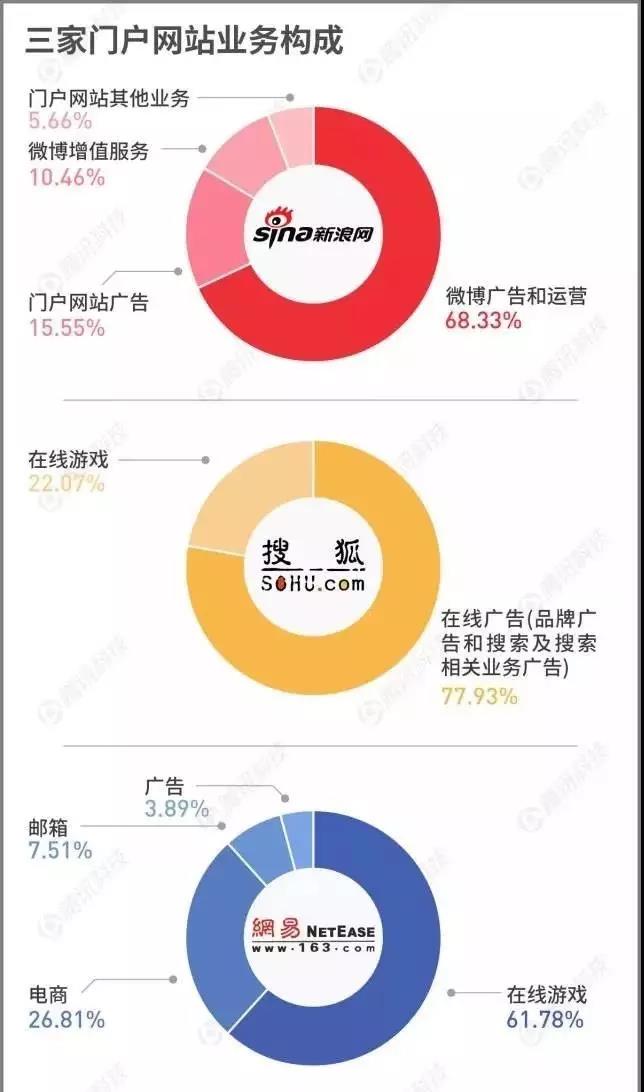 三家门户网站业务构成
门户网站其他业务
5.66%
微博增值服务
10.46%
门户网站广告
15.55%
sina新浪网
微博广告和运营
68.33%
在线游戏
22.07%
搜狐
SOHU.com
在线广告(品牌广
告和搜索及搜索
相关业务广告)
77.93%
广告
3.89%
邮箱
7.51%
電商
26.81%
網易 NETEASE
www.163.com
在线游戏
61.78%
腾讯科技